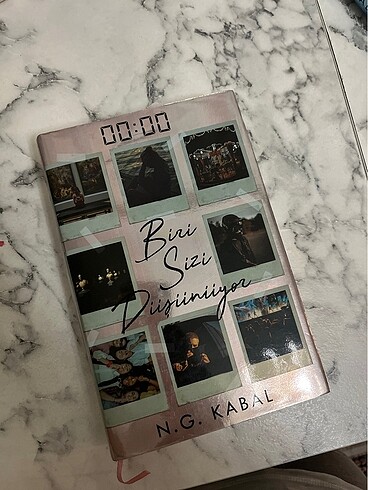 00:00
Biri
Sizi
Düşünüyor
N.G. KABAL